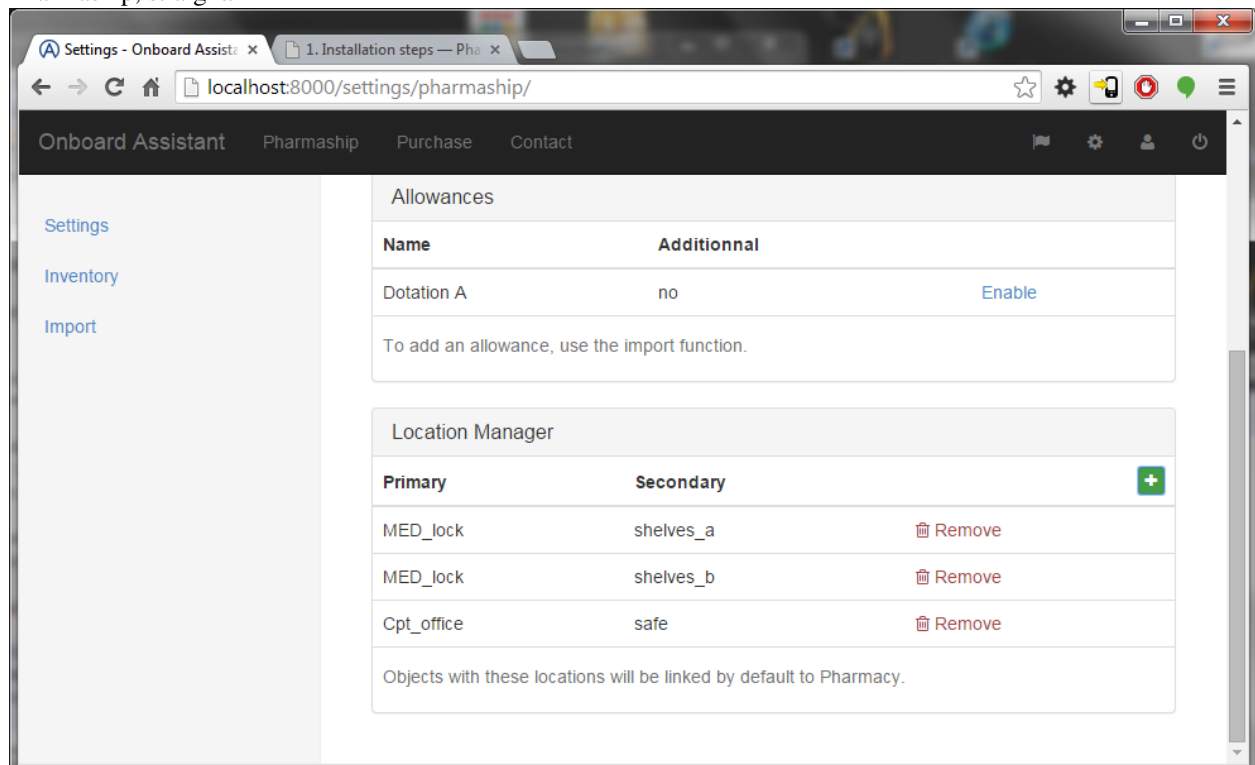 Settings - Onboard Assista
1. Installation steps — Pha
localhost:8000/settings/pharmaship/
Onboard Assistant Pharmaship Purchase Contact
Settings
Inventory
Import
Allowances
Name Additionnal
Dotation A no Enable
To add an allowance, use the import function.
Location Manager
Primary Secondary
MED_lock shelves_a Remove
MED_lock shelves_b Remove
Cpt_office safe Remove
Objects with these locations will be linked by default to Pharmacy.